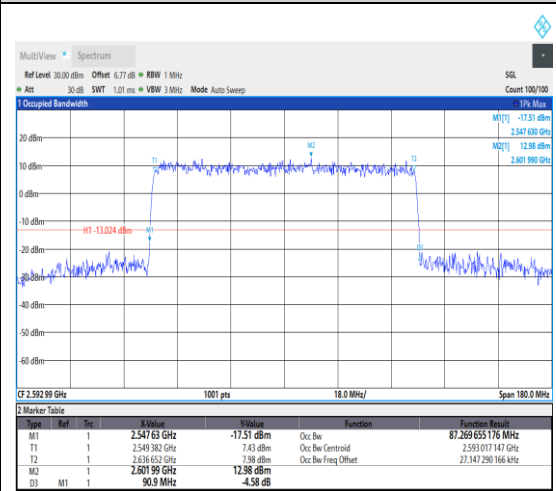 MultiView Spectrum
Ref Level 30.00 dBm Offset 6.77 dB RBW 1 MHz SGL
Att 30 dB SWT 1.01 ms VBW 3 MHz Mode Auto Sweep Count 100/100
1 Occupied Bandwidth 1Pk Max
M1[1] -17.51 dBm
2.547 630 GHz
M2[1] 12.98 dBm
2.601 990 GHz
M2
20 dBm
T1 T2
10 dBm
0 dBm
-10 dBm
H1 -13.024 dBm M1
-20 dBm
D3
-30 dBm
-40 dBm
-50 dBm
-60 dBm
CF 2.592 99 GHz 1001 pts 18.0 MHz/ Span 180.0 MHz
2 Marker Table
Type Ref Trc X-Value Y-Value Function Function Result
M1 1 2.547 63 GHz -17.51 dBm Occ Bw 87.269 655 176 MHz
T1 1 2.549 382 GHz 7.43 dBm Occ Bw Centroid 2.593 017 147 GHz
T2 1 2.636 652 GHz 7.98 dBm Occ Bw Freq Offset 27.147 290 166 kHz
M2 1 2.601 99 GHz 12.98 dBm
D3 M1 1 90.9 MHz -4.58 dB